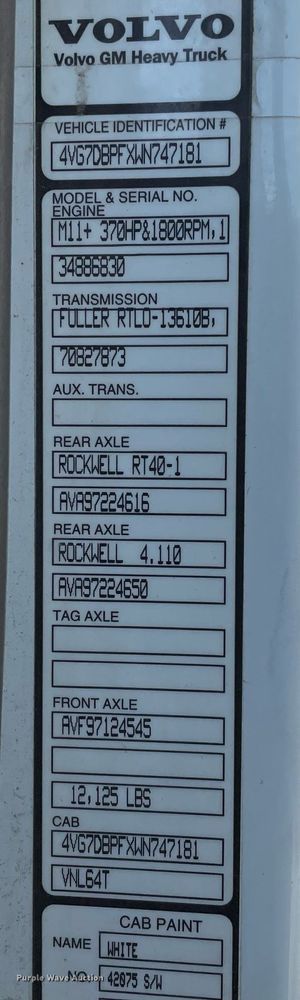 VOLVO
Volvo GM Heavy Truck
VEHICLE IDENTIFICATION #
4VG7DBPFXWN747181
MODEL & SERIAL NO.
ENGINE
M11+ 370HP&1800RPM,1
34886830
TRANSMISSION
FULLER RTLO-13610B,
70827873
AUX. TRANS.
REAR AXLE
ROCKWELL RT40-1
AVA97224616
REAR AXLE
ROCKWELL 4.110
AVA97224650
TAG AXLE
FRONT AXLE
AVF97124545
12,125 LBS
CAB
4VG7DBPFXWN747181
VNL64T
CAB PAINT
NAME WHITE
NO. 42075 S/W
Purple Wave Auction